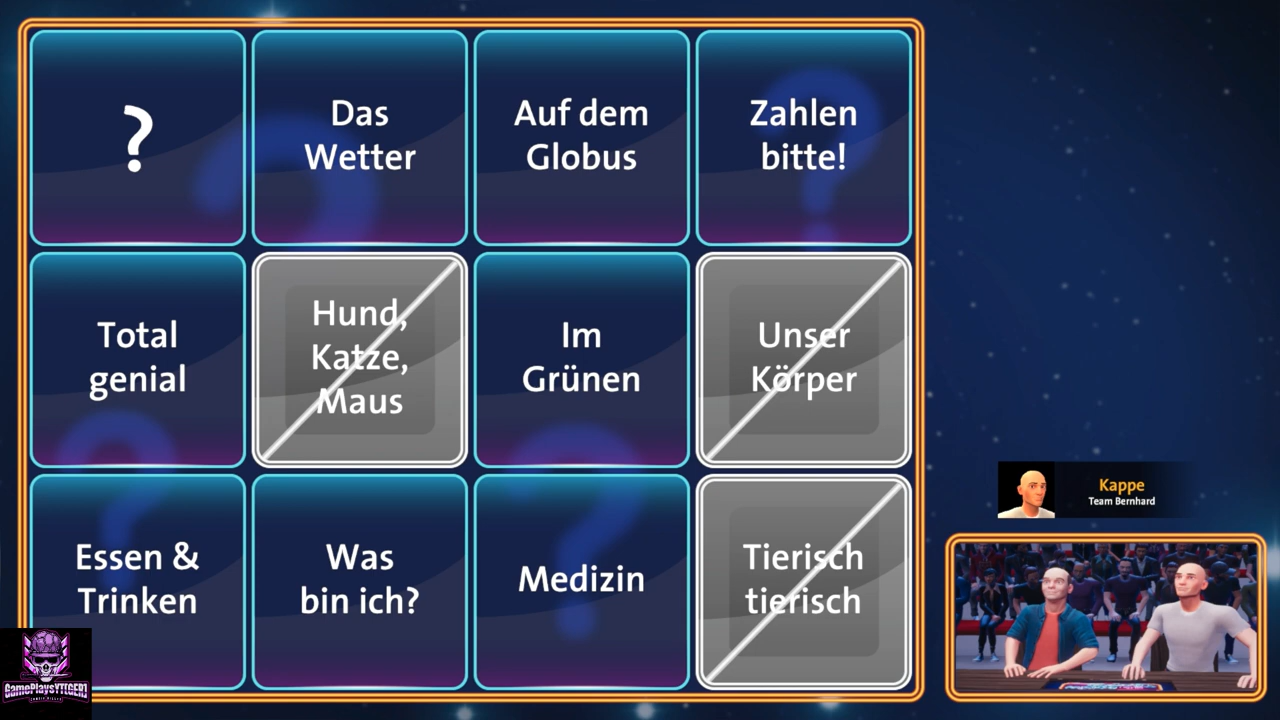 ?
Das
Wetter
Auf dem
Globus
Zahlen
bitte!
Total
genial
Hund,
Katze,
Maus
Im
Grünen
Unser
Körper
Essen &
Trinken
Was
bin ich?
Medizin
Tierisch
tierisch
Kappe
Team Bernhard
GamePlaysYTIGER1